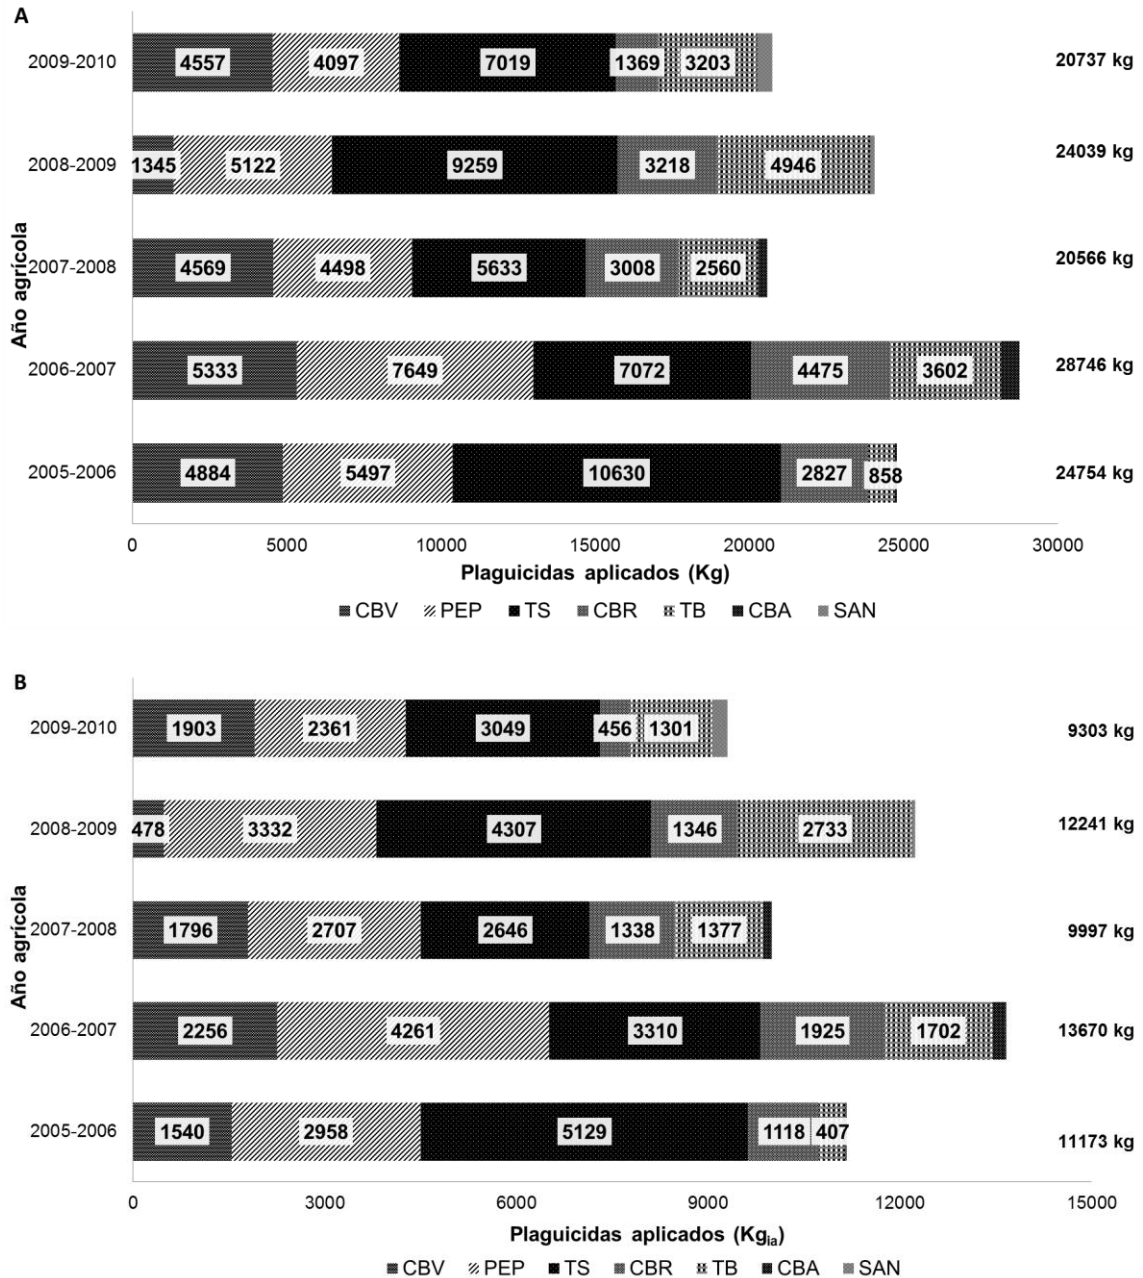 A
2009-2010 4557 4097 7019 1369 3203 20737 kg
2008-2009 1345 5122 9259 3218 4946 24039 kg
2007-2008 4569 4498 5633 3008 2560 20566 kg
2006-2007 5333 7649 7072 4475 3602 28746 kg
2005-2006 4884 5497 10630 2827 858 24754 kg
Año agrícola
0 5000 10000 15000 20000 25000 30000
Plaguicidas aplicados (Kg)
CBV PEP TS CBR TB CBA SAN
B
2009-2010 1903 2361 3049 456 1301 9303 kg
2008-2009 478 3332 4307 1346 2733 12241 kg
2007-2008 1796 2707 2646 1338 1377 9997 kg
2006-2007 2256 4261 3310 1925 1702 13670 kg
2005-2006 1540 2958 5129 1118 407 11173 kg
Año agrícola
0 3000 6000 9000 12000 15000
Plaguicidas aplicados (Kgia)
CBV PEP TS CBR TB CBA SAN